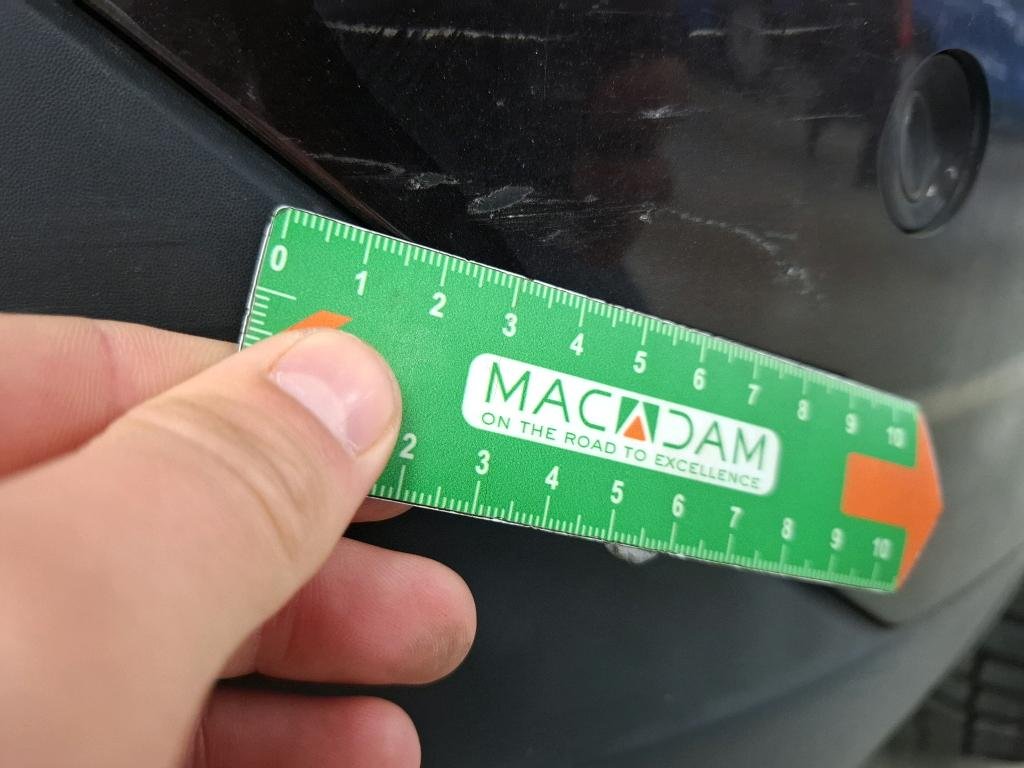 0 1 2 3 4 5 6 7 8 9 10
MACADAM
ON THE ROAD TO EXCELLENCE
2 3 4 5 6 7 8 9 10